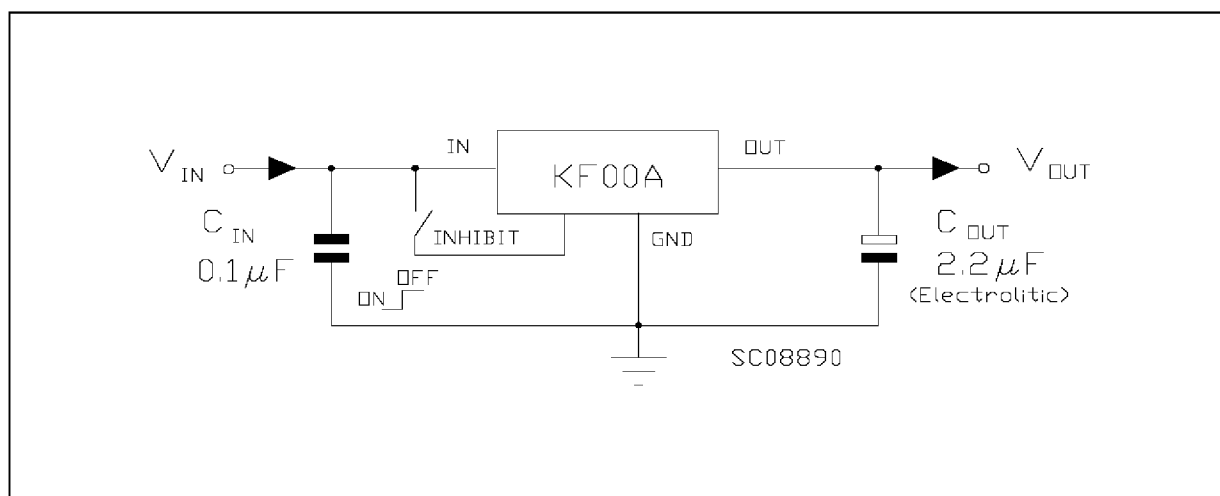 V IN
IN
KF00A
OUT
V OUT
C IN
0.1µF
INHIBIT
OFF
ON
GND
C OUT
2.2µF
(Electrolitic)
SC08890